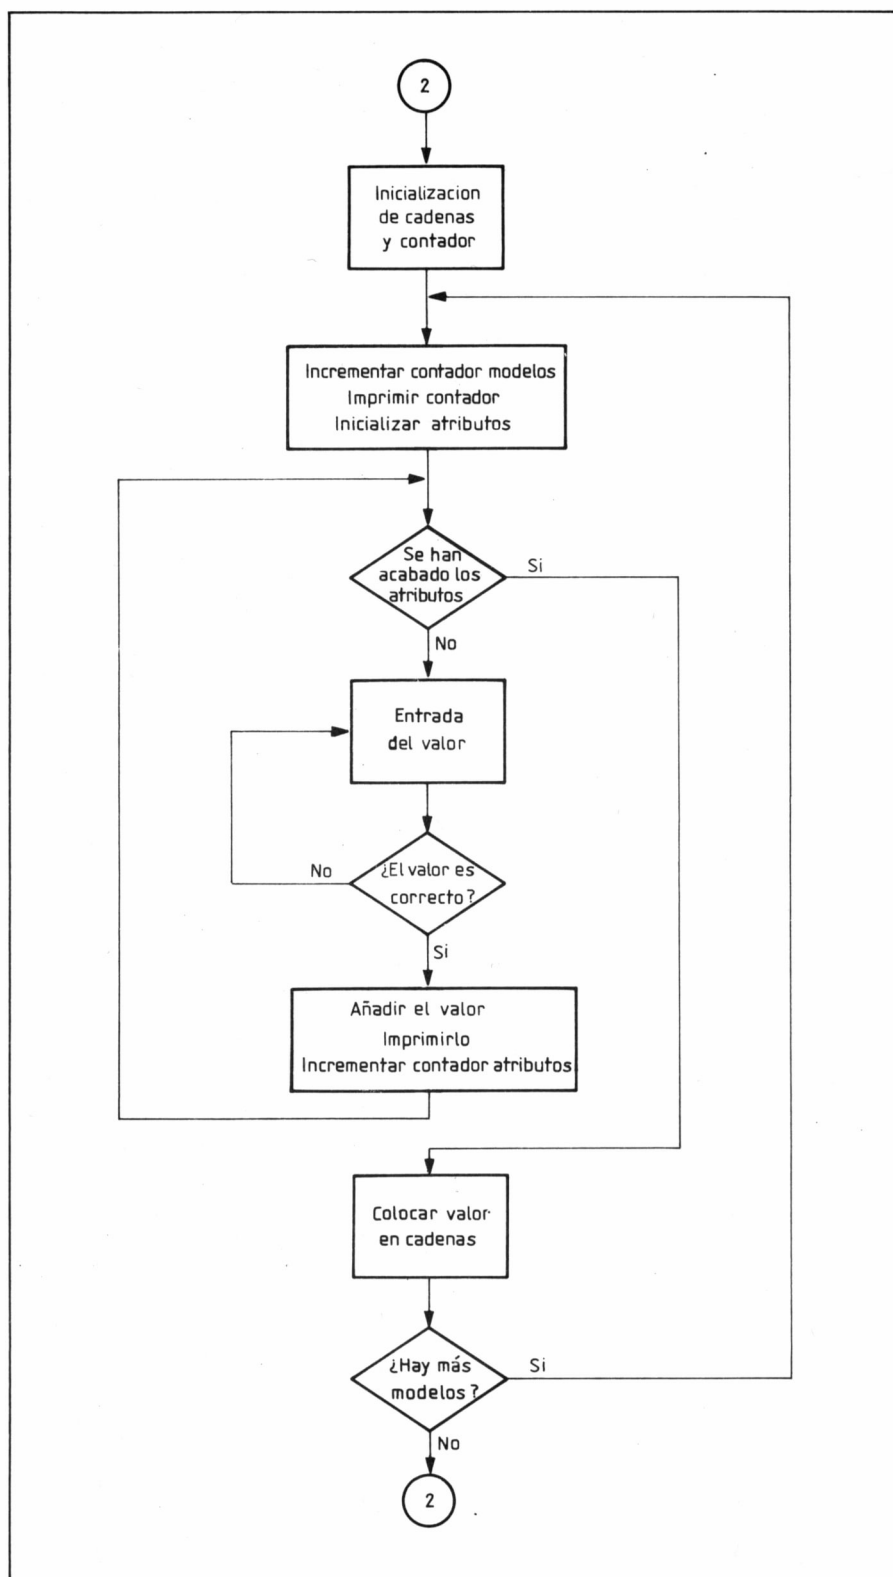 2
Inicializacion
de cadenas
y contador
Incrementar contador modelos
Imprimir contador
Inicializar atributos
Se han
acabado los
atributos
Si
No
Entrada
del valor
¿El valor es
correcto?
No
Si
Añadir el valor
Imprimirlo
Incrementar contador atributos
Colocar valor
en cadenas
¿Hay más
modelos?
Si
No
2